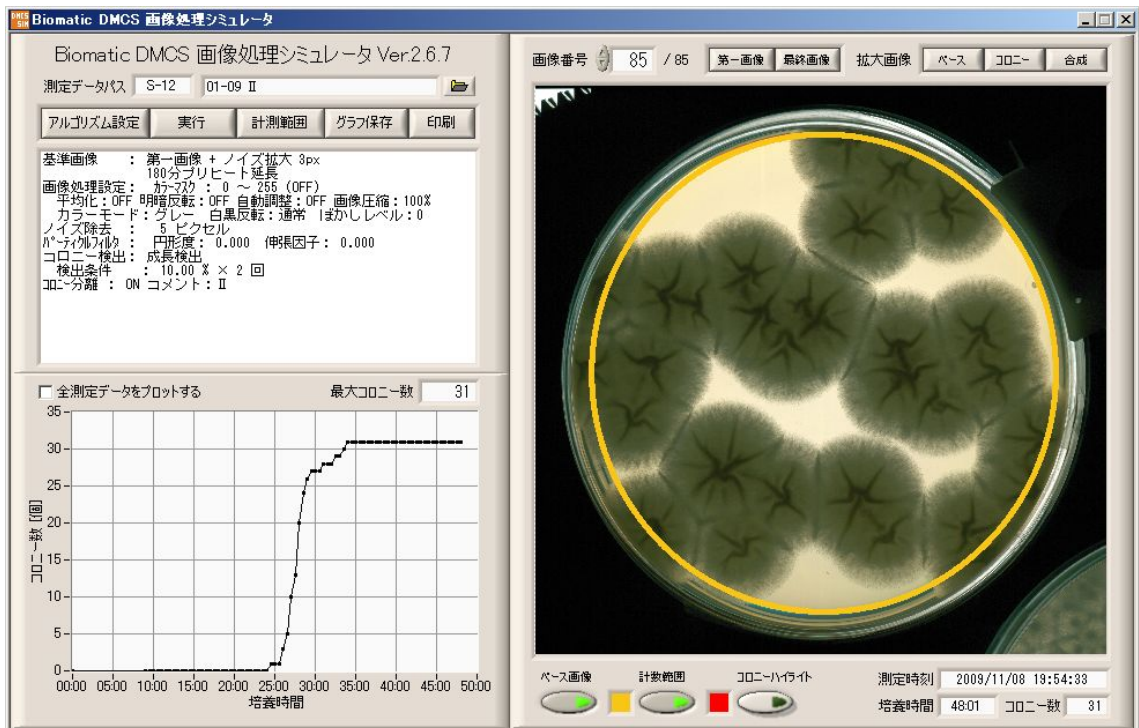 Biomatic DMCS 画像処理シミュレータ
Biomatic DMCS 画像処理シミュレータ Ver.2.6.7
測定データパス S-12 01-09 Ⅱ
アルゴリズム設定 実行 計測範囲 グラフ保存 印刷
基準画像 : 第一画像 + ノイズ拡大 3px
180分プリヒート延長
画像処理設定: カラーマスク : 0 ～ 255 (OFF)
平均化:OFF 明暗反転:OFF 自動調整:OFF 画像圧縮:100%
カラーモード:グレー 白黒反転:通常 ぼかしレベル:0
ノイズ除去 : 5 ピクセル
パーティクルフィルタ : 円形度: 0.000 伸張因子: 0.000
コロニー検出: 成長検出
検出条件 : 10.00 % × 2 回
コロニー分離 : ON コメント:Ⅱ
全測定データをプロットする 最大コロニー数 31
35
30
25
20
15
10
5
0
コロニー数 [個]
00:00 05:00 10:00 15:00 20:00 25:00 30:00 35:00 40:00 45:00 50:00
培養時間
画像番号 85 / 85 第一画像 最終画像 拡大画像 ベース コロニー 合成
ベース画像 計数範囲 コロニーハイライト
測定時刻 2009/11/08 19:54:33
培養時間 48:01 コロニー数 31